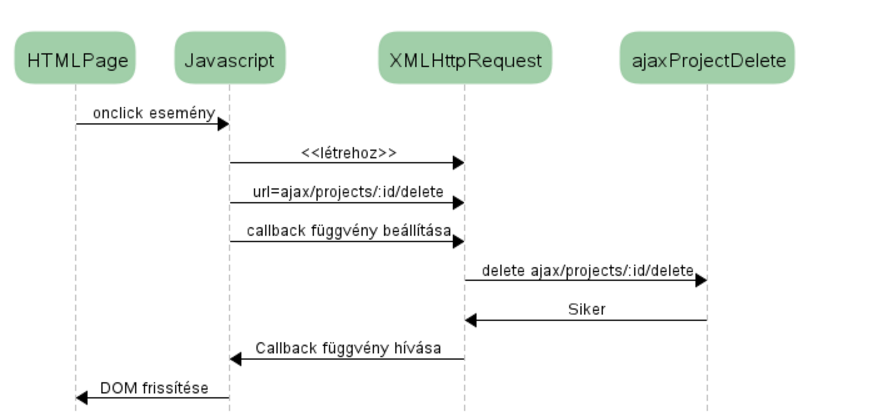 HTMLPage
Javascript
XMLHttpRequest
ajaxProjectDelete
onclick esemény
<<létrehoz>>
url=ajax/projects/:id/delete
callback függvény beállítása
delete ajax/projects/:id/delete
Siker
Callback függvény hívása
DOM frissítése